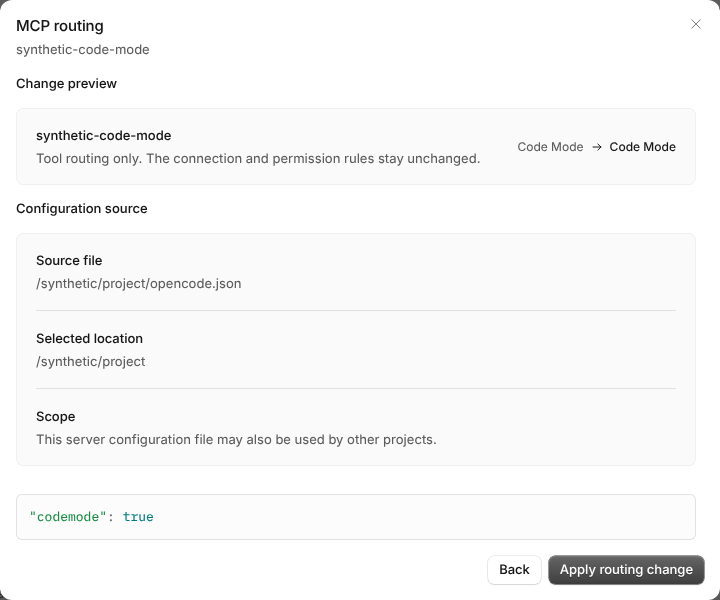 MCP routing
synthetic-code-mode
Change preview
synthetic-code-mode
Tool routing only. The connection and permission rules stay unchanged.
Code Mode → Code Mode
Configuration source
Source file
/synthetic/project/opencode.json
Selected location
/synthetic/project
Scope
This server configuration file may also be used by other projects.
"codemode": true
Back
Apply routing change